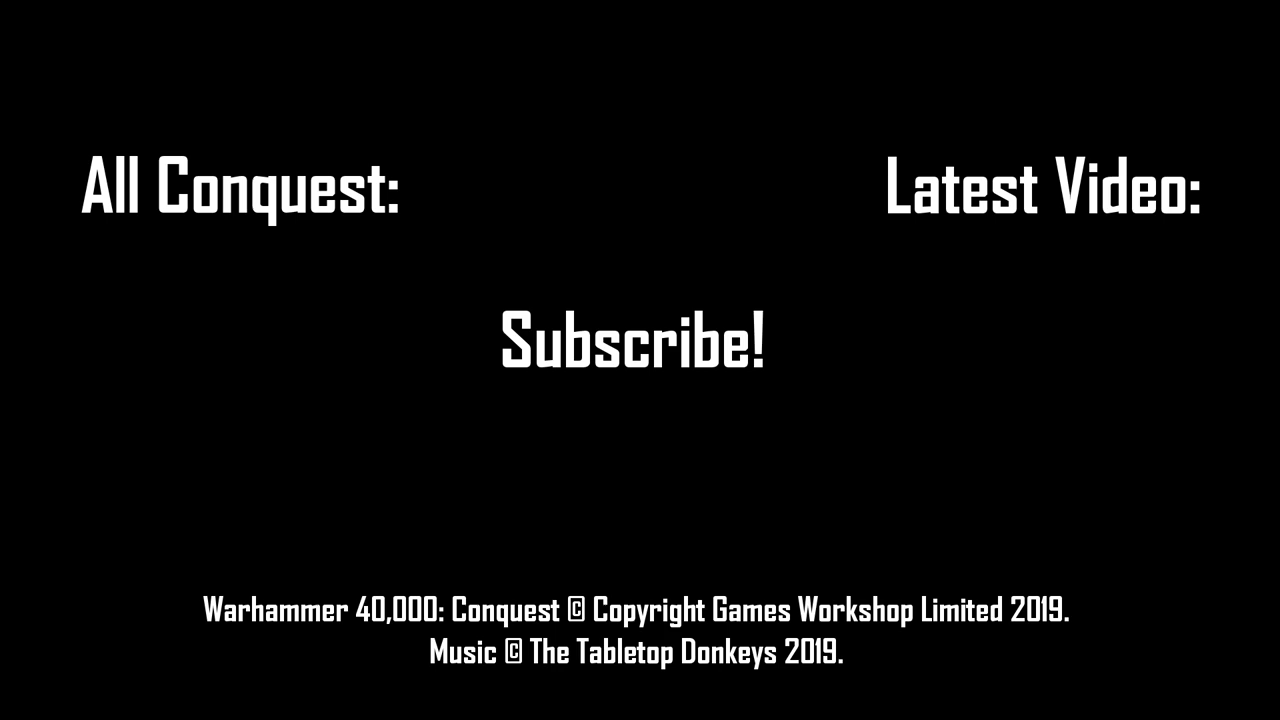 All Conquest:
Latest Video:
Subscribe!
Warhammer 40,000: Conquest © Copyright Games Workshop Limited 2019.
Music © The Tabletop Donkeys 2019.